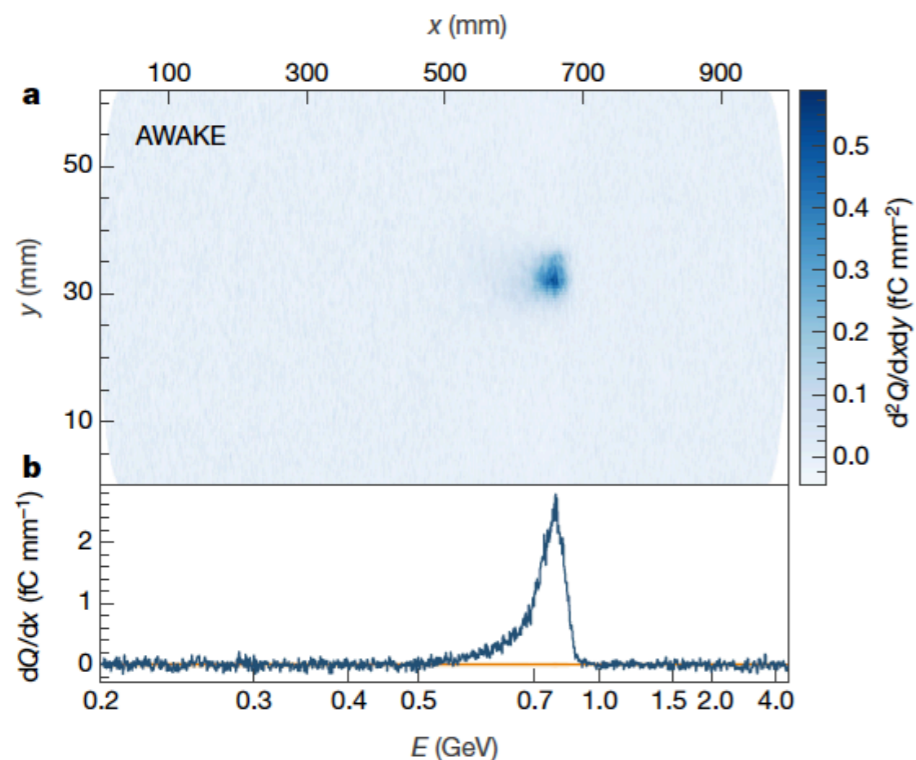 x (mm)
100 300 500 700 900
a
AWAKE
50
30
10
y (mm)
0.5
0.4
0.3
0.2
0.1
0.0
d²Q/dxdy (fC mm⁻²)
b
2
1
0
dQ/dx (fC mm⁻¹)
0.2 0.3 0.4 0.5 0.7 1.0 1.5 2.0 4.0
E (GeV)